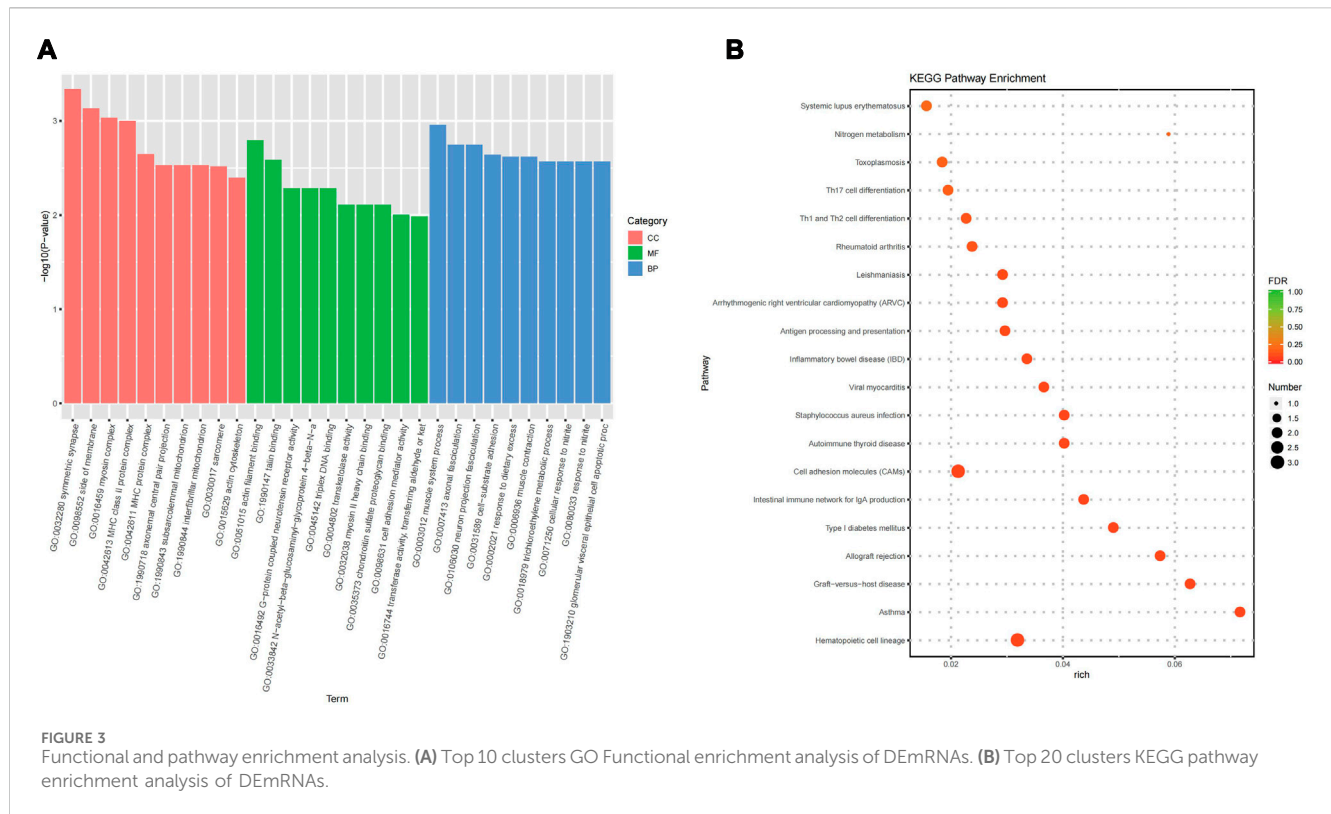 A
3
2
1
0
−log10(P−value)
GO:0032280 symmetric synapse
GO:0098552 side of membrane
GO:0016459 myosin complex
GO:0042613 MHC class II protein complex
GO:0042611 MHC protein complex
GO:1990718 axonemal central pair projection
GO:1990843 subsarcolemmal mitochondrion
GO:1990844 interfibrillar mitochondrion
GO:0030017 sarcomere
GO:0015629 actin cytoskeleton
GO:0051015 actin filament binding
GO:1990147 talin binding
GO:0016492 G−protein coupled neurotensin receptor activity
GO:0033842 N−acetyl−beta−glucosaminyl−glycoprotein 4−beta−N−a
GO:0045142 triplex DNA binding
GO:0004802 transketolase activity
GO:0032038 myosin II heavy chain binding
GO:0035373 chondroitin sulfate proteoglycan binding
GO:0098631 cell adhesion mediator activity
GO:0016744 transferase activity, transferring aldehyde or ket
GO:0003012 muscle system process
GO:0007413 axonal fasciculation
GO:0106030 neuron projection fasciculation
GO:0031589 cell−substrate adhesion
GO:0002021 response to dietary excess
GO:0006936 muscle contraction
GO:0018979 trichloroethylene metabolic process
GO:0071250 cellular response to nitrite
GO:0080033 response to nitrite
GO:1903210 glomerular visceral epithelial cell apoptotic proc
Term
Category
CC
MF
BP
B
KEGG Pathway Enrichment
Pathway
Systemic lupus erythematosus
Nitrogen metabolism
Toxoplasmosis
Th17 cell differentiation
Th1 and Th2 cell differentiation
Rheumatoid arthritis
Leishmaniasis
Arrhythmogenic right ventricular cardiomyopathy (ARVC)
Antigen processing and presentation
Inflammatory bowel disease (IBD)
Viral myocarditis
Staphylococcus aureus infection
Autoimmune thyroid disease
Cell adhesion molecules (CAMs)
Intestinal immune network for IgA production
Type I diabetes mellitus
Allograft rejection
Graft−versus−host disease
Asthma
Hematopoietic cell lineage
0.02 0.04 0.06
rich
FDR
1.00
0.75
0.50
0.25
0.00
Number
1.0
1.5
2.0
2.5
3.0
FIGURE 3
Functional and pathway enrichment analysis. (A) Top 10 clusters GO Functional enrichment analysis of DEmRNAs. (B) Top 20 clusters KEGG pathway
enrichment analysis of DEmRNAs.